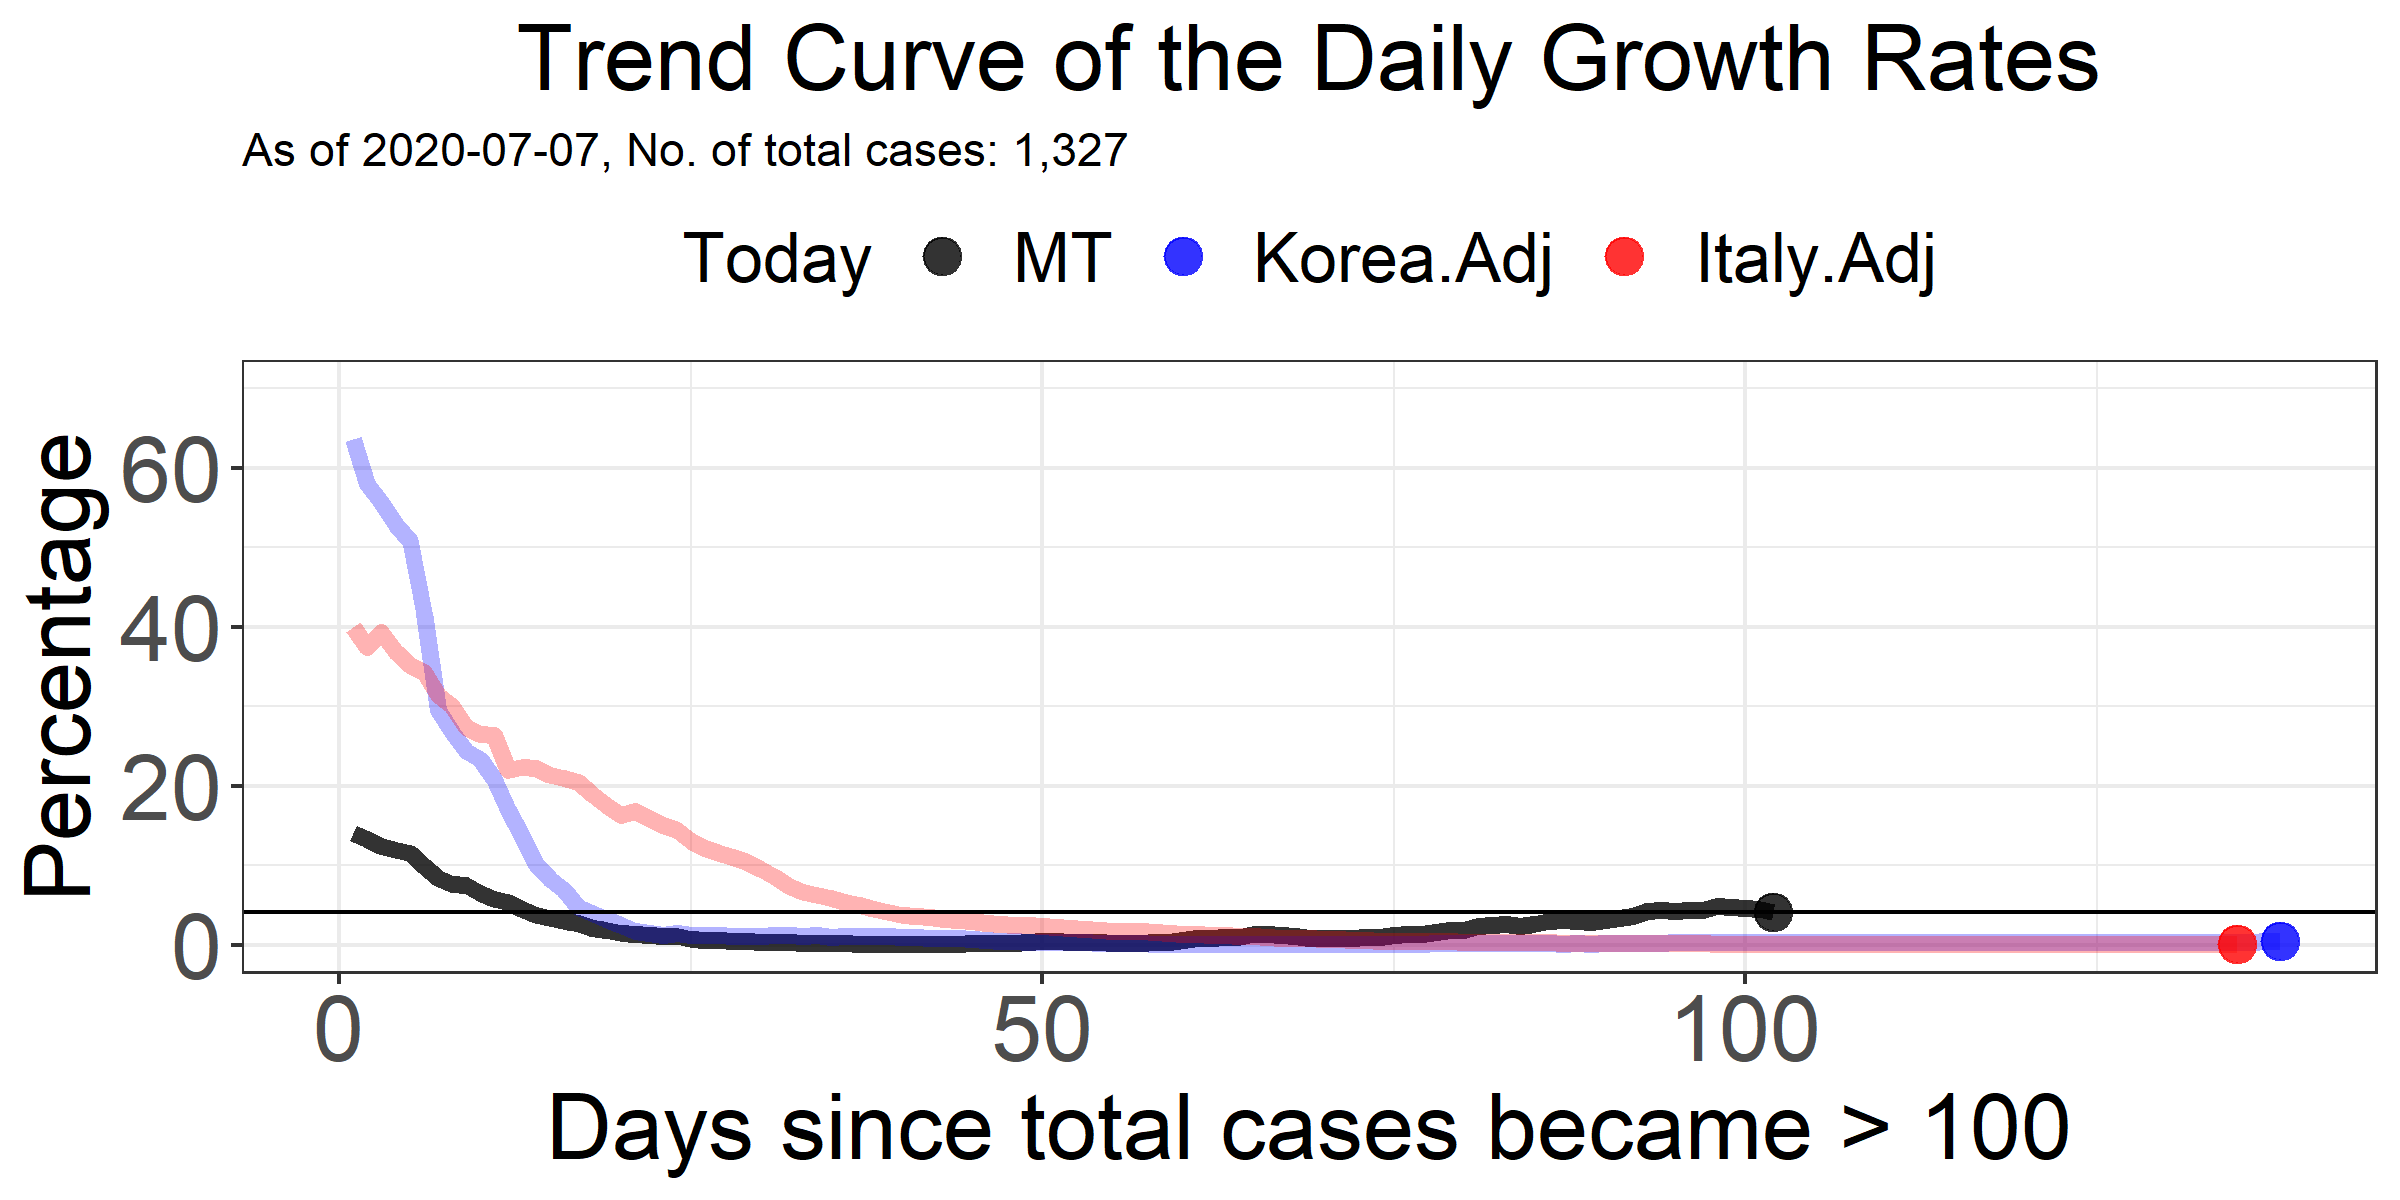 Trend Curve of the Daily Growth Rates
As of 2020-07-07, No. of total cases: 1,327
Today MT Korea.Adj Italy.Adj
Percentage
60
40
20
0
0 50 100
Days since total cases became > 100